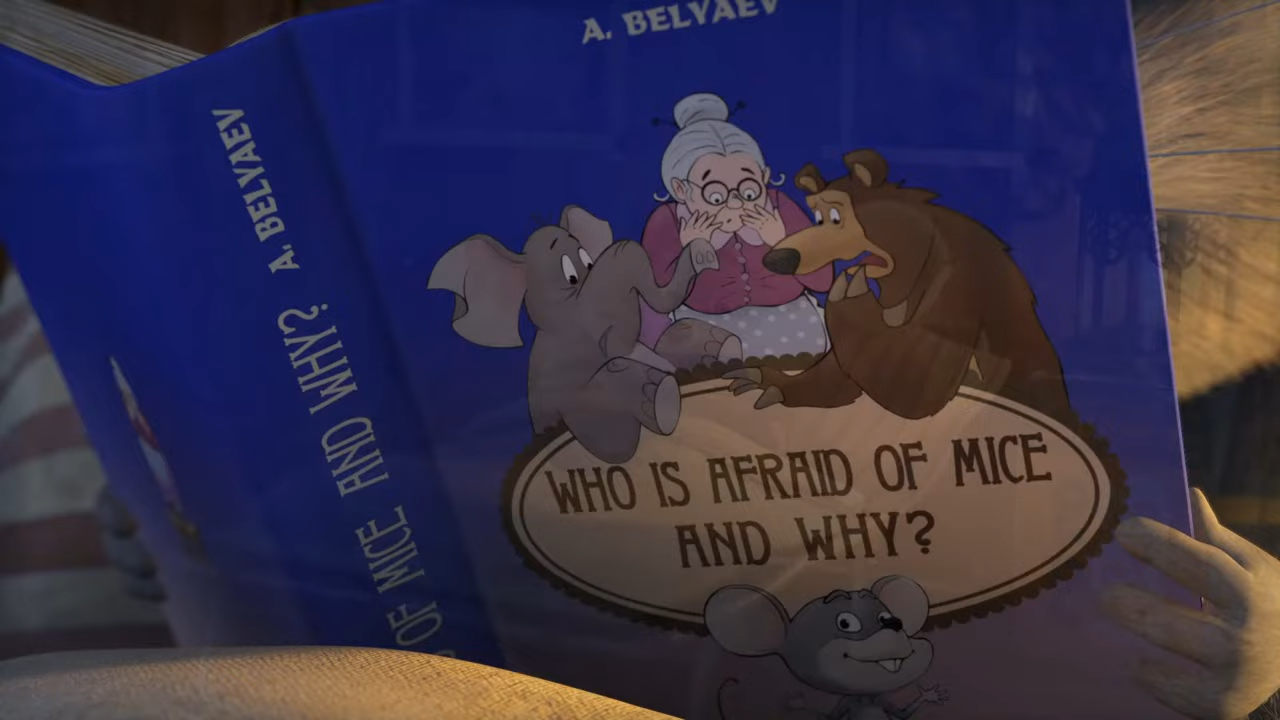 A. BELYAEV
WHO IS AFRAID OF MICE
AND WHY?
OF MICE AND WHY? A. BELYAEV